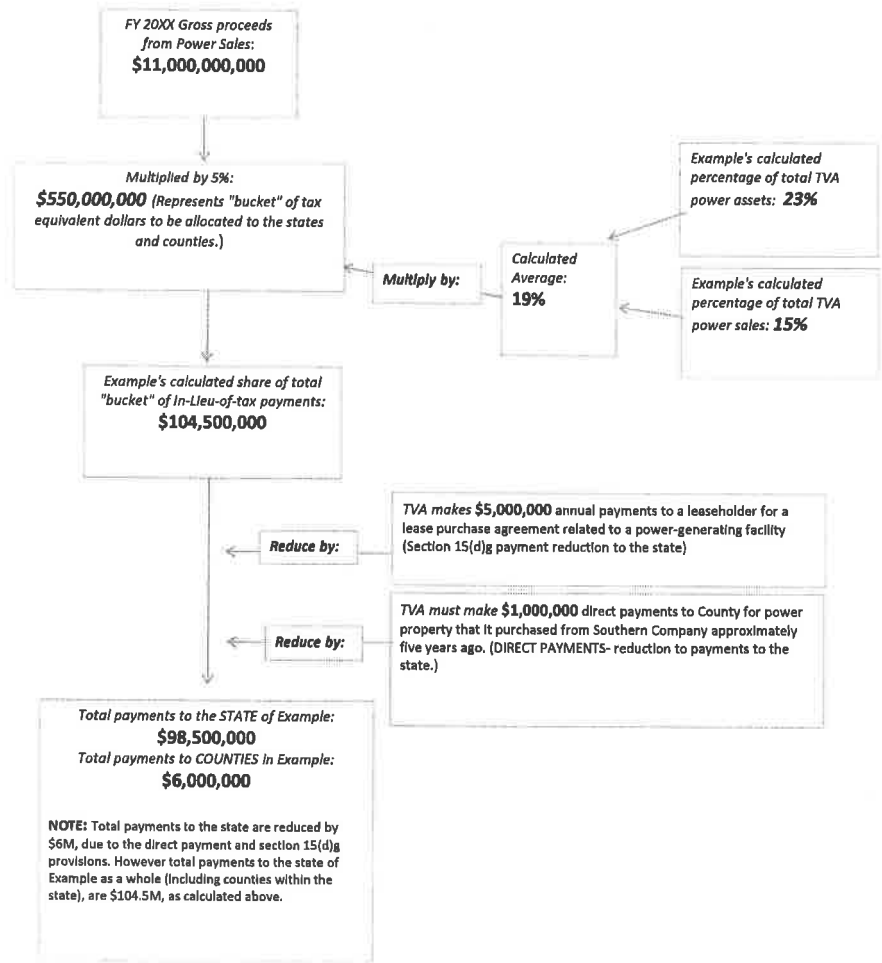 FY 20XX Gross proceeds
from Power Sales:
$11,000,000,000
Multiplied by 5%:
$550,000,000 (Represents "bucket" of tax
equivalent dollars to be allocated to the states
and counties.)
Multiply by:
Calculated
Average:
19%
Example's calculated
percentage of total TVA
power assets: 23%
Example's calculated
percentage of total TVA
power sales: 15%
Example's calculated share of total
"bucket" of in-Lieu-of-tax payments:
$104,500,000
Reduce by:
TVA makes $5,000,000 annual payments to a leaseholder for a
lease purchase agreement related to a power-generating facility
(Section 15(d)g payment reduction to the state)
Reduce by:
TVA must make $1,000,000 direct payments to County for power
property that it purchased from Southern Company approximately
five years ago. (DIRECT PAYMENTS- reduction to payments to the
state.)
Total payments to the STATE of Example:
$98,500,000
Total payments to COUNTIES in Example:
$6,000,000
NOTE: Total payments to the state are reduced by
$6M, due to the direct payment and section 15(d)g
provisions. However total payments to the state of
Example as a whole (including counties within the
state), are $104.5M, as calculated above.